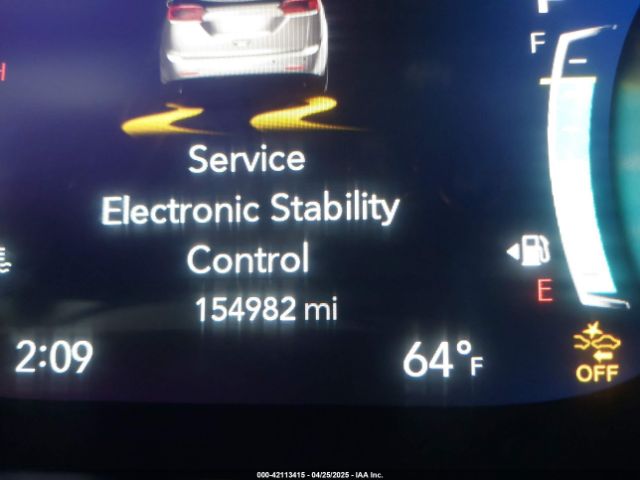 F
H
Service
Electronic Stability
Control
E
154982 mi
2:09
64°F
OFF
000-42113415 - 04/25/2025 - IAA Inc.